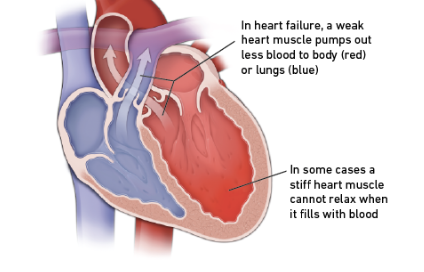 In heart failure, a weak
heart muscle pumps out
less blood to body (red)
or lungs (blue)
In some cases a
stiff heart muscle
cannot relax when
it fills with blood